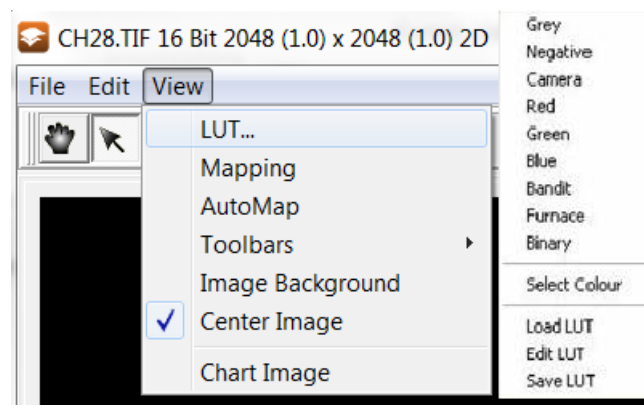 CH28.TIF 16 Bit 2048 (1.0) x 2048 (1.0) 2D
File Edit View
LUT...
Mapping
AutoMap
Toolbars
Image Background
Center Image
Chart Image
Grey
Negative
Camera
Red
Green
Blue
Bandit
Furnace
Binary
Select Colour
Load LUT
Edit LUT
Save LUT